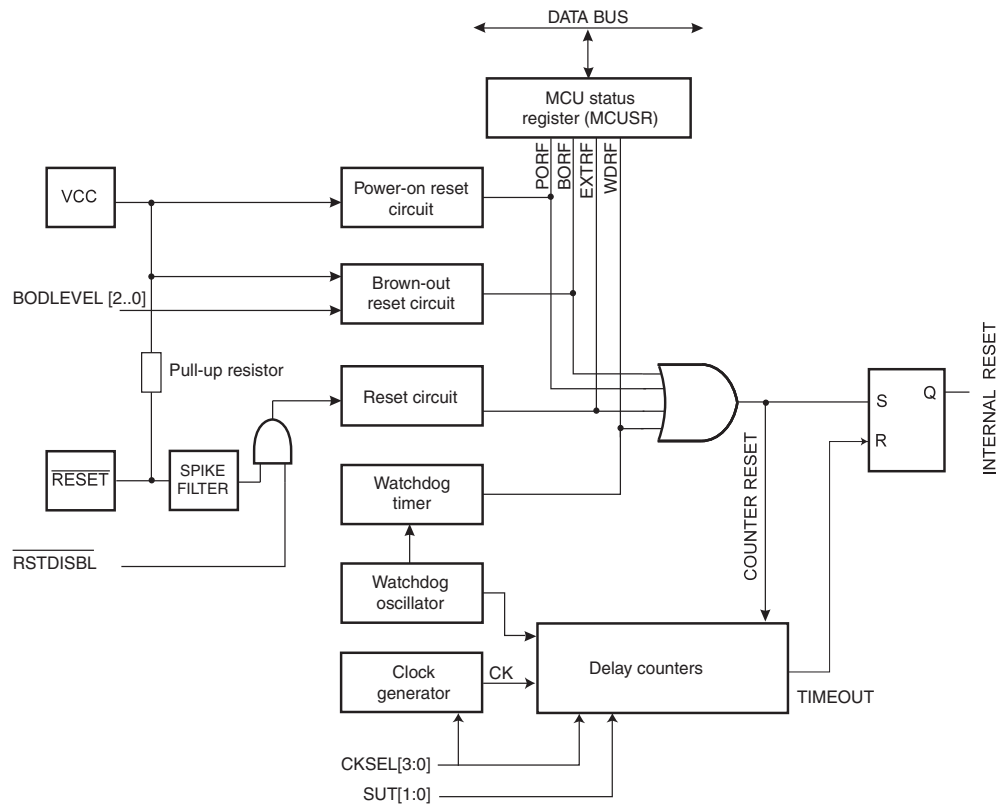 DATA BUS
MCU status
register (MCUSR)
PORF
BORF
EXTRF
WDRF
VCC
Power-on reset
circuit
Brown-out
reset circuit
BODLEVEL [2..0]
Pull-up resistor
Reset circuit
S
Q
R
INTERNAL RESET
RESET
SPIKE
FILTER
Watchdog
timer
COUNTER RESET
RSTDISBL
Watchdog
oscillator
Clock
generator
CK
Delay counters
TIMEOUT
CKSEL[3:0]
SUT[1:0]